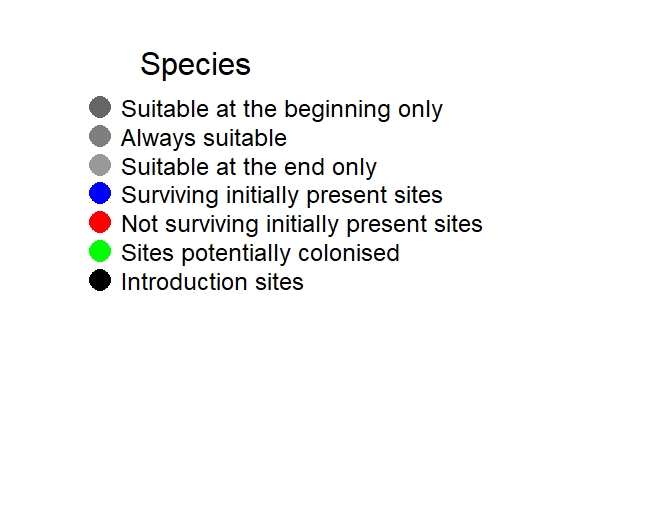 Species
Suitable at the beginning only
Always suitable
Suitable at the end only
Surviving initially present sites
Not surviving initially present sites
Sites potentially colonised
Introduction sites